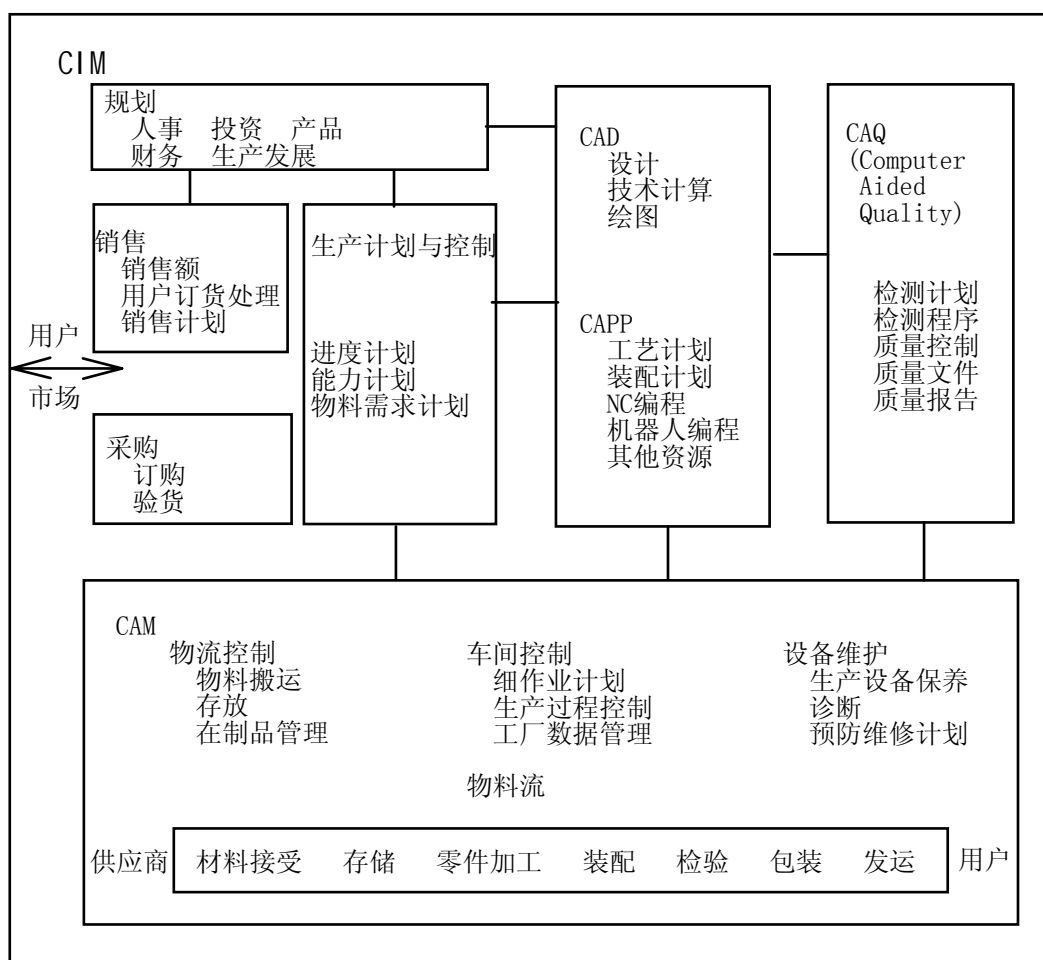 CIM
规划
人事 投资 产品
财务 生产发展
销售
销售额
用户订货处理
销售计划
用户
市场
采购
订购
验货
生产计划与控制
进度计划
能力计划
物料需求计划
CAD
设计
技术计算
绘图
CAPP
工艺计划
装配计划
NC编程
机器人编程
其他资源
CAQ
(Computer
Aided
Quality)
检测计划
检测程序
质量控制
质量文件
质量报告
CAM
物流控制
物料搬运
存放
在制品管理
车间控制
细作业计划
生产过程控制
工厂数据管理
设备维护
生产设备保养
诊断
预防维修计划
物料流
供应商 材料接受 存储 零件加工 装配 检验 包装 发运 用户